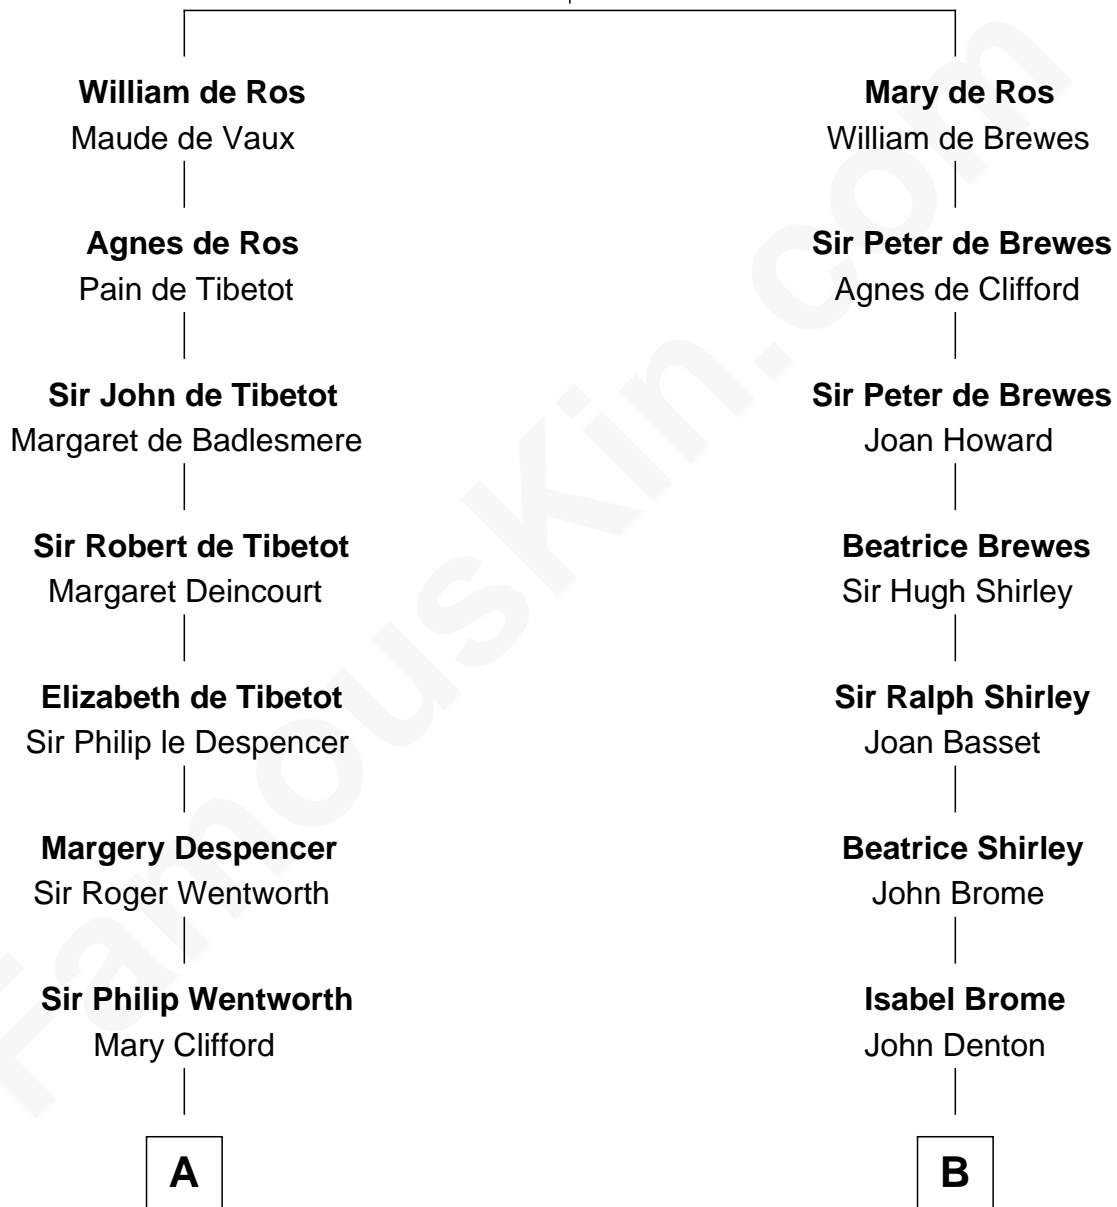 William de Ros
Maude de Vaux
Agnes de Ros
Pain de Tibetot
Sir John de Tibetot
Margaret de Badlesmere
Sir Robert de Tibetot
Margaret Deincourt
Elizabeth de Tibetot
Sir Philip le Despencer
Margery Despencer
Sir Roger Wentworth
Sir Philip Wentworth
Mary Clifford
A
Mary de Ros
William de Brewes
Sir Peter de Brewes
Agnes de Clifford
Sir Peter de Brewes
Joan Howard
Beatrice Brewes
Sir Hugh Shirley
Sir Ralph Shirley
Joan Basset
Beatrice Shirley
John Brome
Isabel Brome
John Denton
B
FamousKin.com